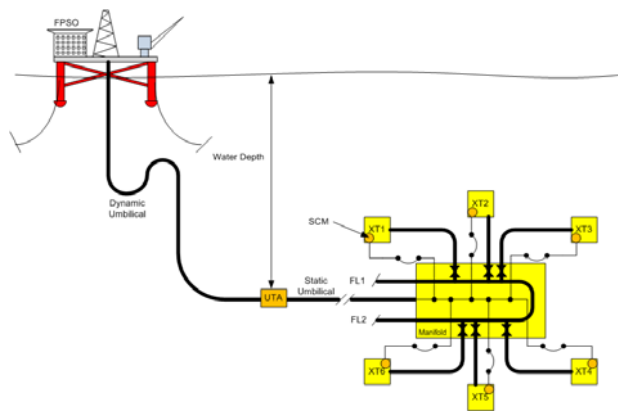 FPSO
Water Depth
Dynamic
Umbilical
SCM
XT1
XT2
XT3
FL1
Static
Umbilical
UTA
FL2
Manifold
XT6
XT5
XT4